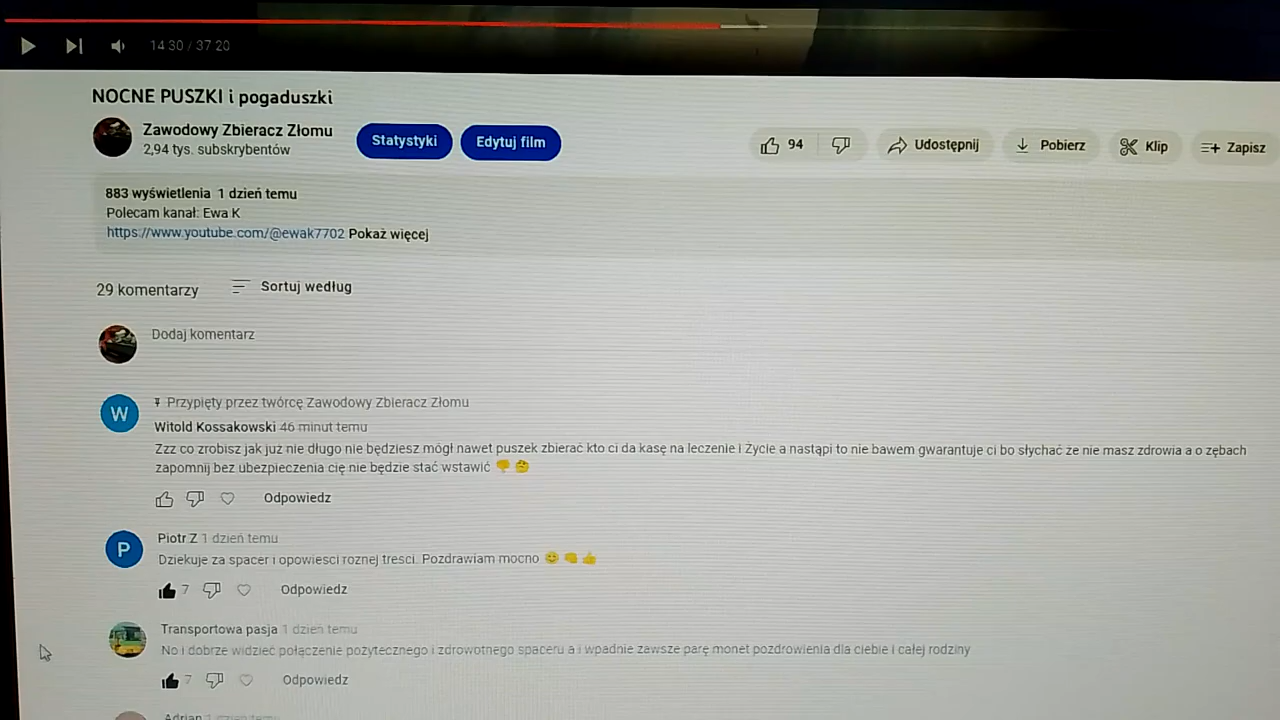 14:30 / 37:20
NOCNE PUSZKI i pogaduszki
Zawodowy Zbieracz Złomu
2,94 tys. subskrybentów
Statystyki
Edytuj film
94
Udostępnij
Pobierz
Klip
Zapisz
883 wyświetlenia 1 dzień temu
Polecam kanał: Ewa K
https://www.youtube.com/@ewak7702 Pokaż więcej
29 komentarzy
Sortuj według
Dodaj komentarz
W
Przypięty przez twórcę Zawodowy Zbieracz Złomu
Witold Kossakowski 46 minut temu
Zzz co zrobisz jak już nie długo nie będziesz mógł nawet puszek zbierać kto ci da kasę na leczenie i Życie a nastąpi to nie bawem gwarantuje ci bo słychać że nie masz zdrowia a o zębach
zapomnij bez ubezpieczenia cię nie będzie stać wstawić 👎 🤔
Odpowiedz
P
Piotr Z 1 dzień temu
Dziekuje za spacer i opowiesci roznej tresci. Pozdrawiam mocno 😊 👊 👍
7
Odpowiedz
Transportowa pasja 1 dzień temu
No i dobrze widzieć połączenie pożytecznego i zdrowotnego spaceru a i wpadnie zawsze parę monet pozdrowienia dla ciebie i całej rodziny
7
Odpowiedz
Adrian 1 dzień temu